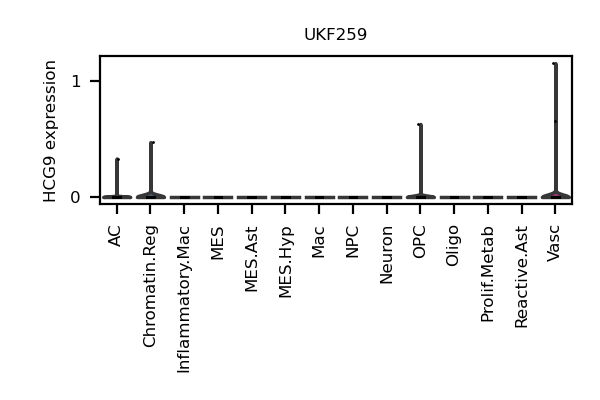 UKF259
HCG9 expression
1
0
AC
Chromatin.Reg
Inflammatory.Mac
MES
MES.Ast
MES.Hyp
Mac
NPC
Neuron
OPC
Oligo
Prolif.Metab
Reactive.Ast
Vasc